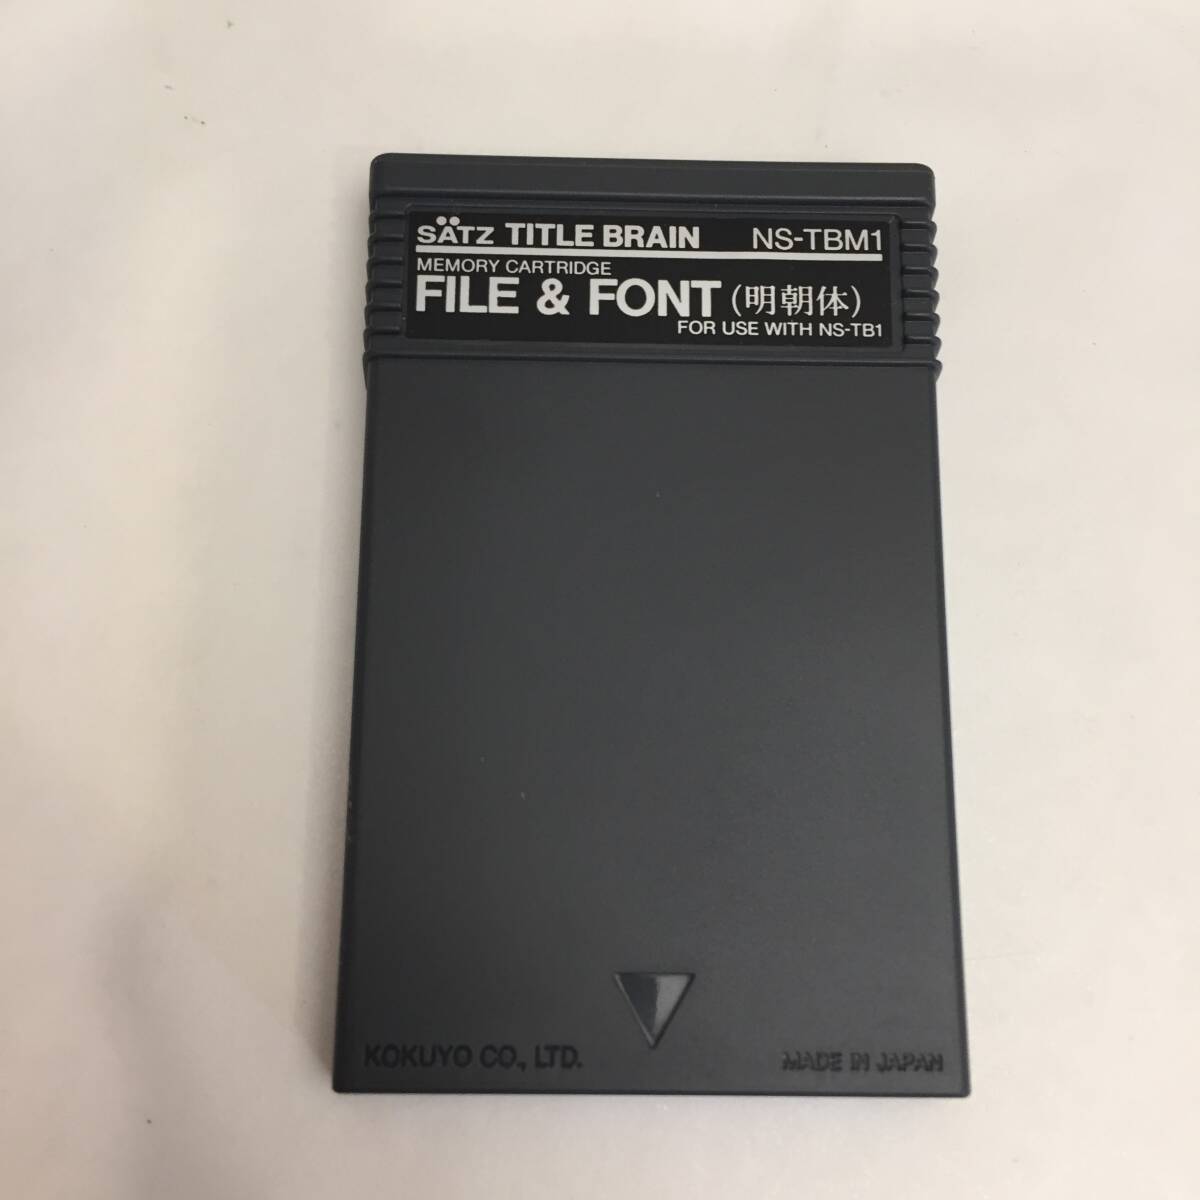 SÄTZ TITLE BRAIN NS-TBM1
MEMORY CARTRIDGE
FILE & FONT (明朝体)
FOR USE WITH NS-TB1
KOKUYO CO., LTD.
MADE IN JAPAN